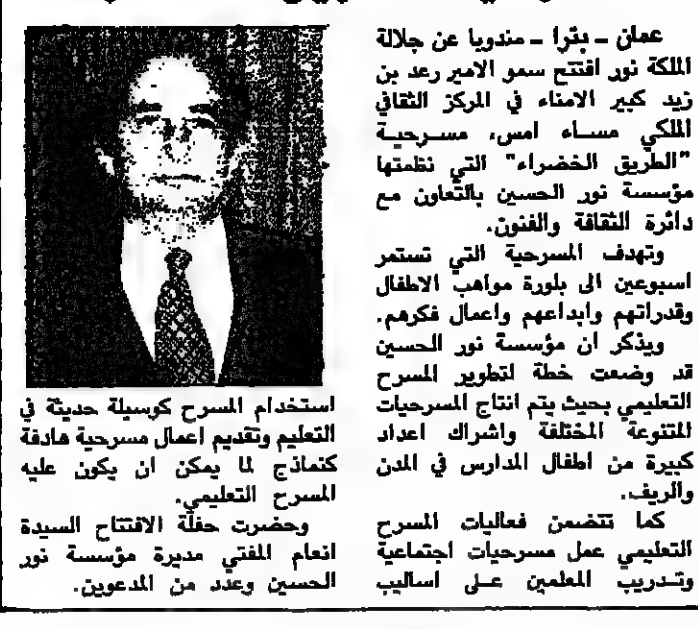 عمان ـ بترا ـ مندوبا عن جلالة
الملكة نور افتتح سمو الامير رعد بن
زيد كبير الامناء في المركز الثقافي
الملكي مساء امس، مسرحية
"الطريق الخضراء" التي نظمتها
مؤسسة نور الحسين بالتعاون مع
دائرة الثقافة والفنون.
وتهدف المسرحية التي تستمر
اسبوعين الى بلورة مواهب الاطفال
وقدراتهم وابداعهم واعمال فكرهم.
ويذكر ان مؤسسة نور الحسين
قد وضعت خطة لتطوير المسرح
التعليمي بحيث يتم انتاج المسرحيات
المتنوعة المختلفة واشراك اعداد
كبيرة من اطفال المدارس في المدن
والريف.
كما تتضمن فعاليات المسرح
التعليمي عمل مسرحيات اجتماعية
وتدريب المعلمين على اساليب
استخدام المسرح كوسيلة حديثة في
التعليم وتقديم اعمال مسرحية هادفة
كنماذج لما يمكن ان يكون عليه
المسرح التعليمي.
وحضرت حفلة الافتتاح السيدة
انعام المفتي مديرة مؤسسة نور
الحسين وعدد من المدعوين.